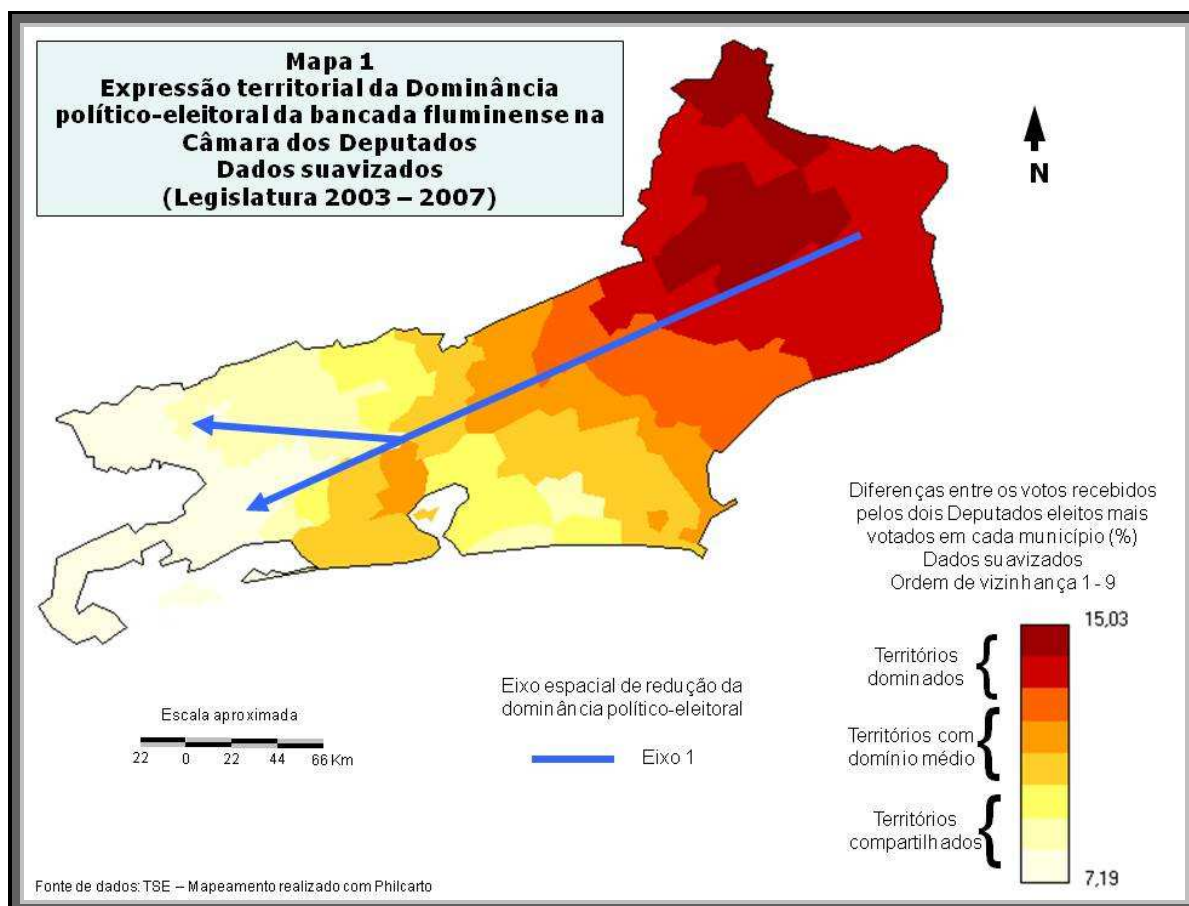 Mapa 1
Expressão territorial da Dominância
político-eleitoral da bancada fluminense na
Câmara dos Deputados
Dados suavizados
(Legislatura 2003 – 2007)
N
Diferenças entre os votos recebidos
pelos dois Deputados eleitos mais
votados em cada município (%)
Dados suavizados
Ordem de vizinhança 1 - 9
15,03
Territórios
dominados
Territórios com
domínio médio
Territórios
compartilhados
7,19
Eixo espacial de redução da
dominância político-eleitoral
Eixo 1
Escala aproximada
22 0 22 44 66 Km
Fonte de dados: TSE – Mapeamento realizado com Philcarto